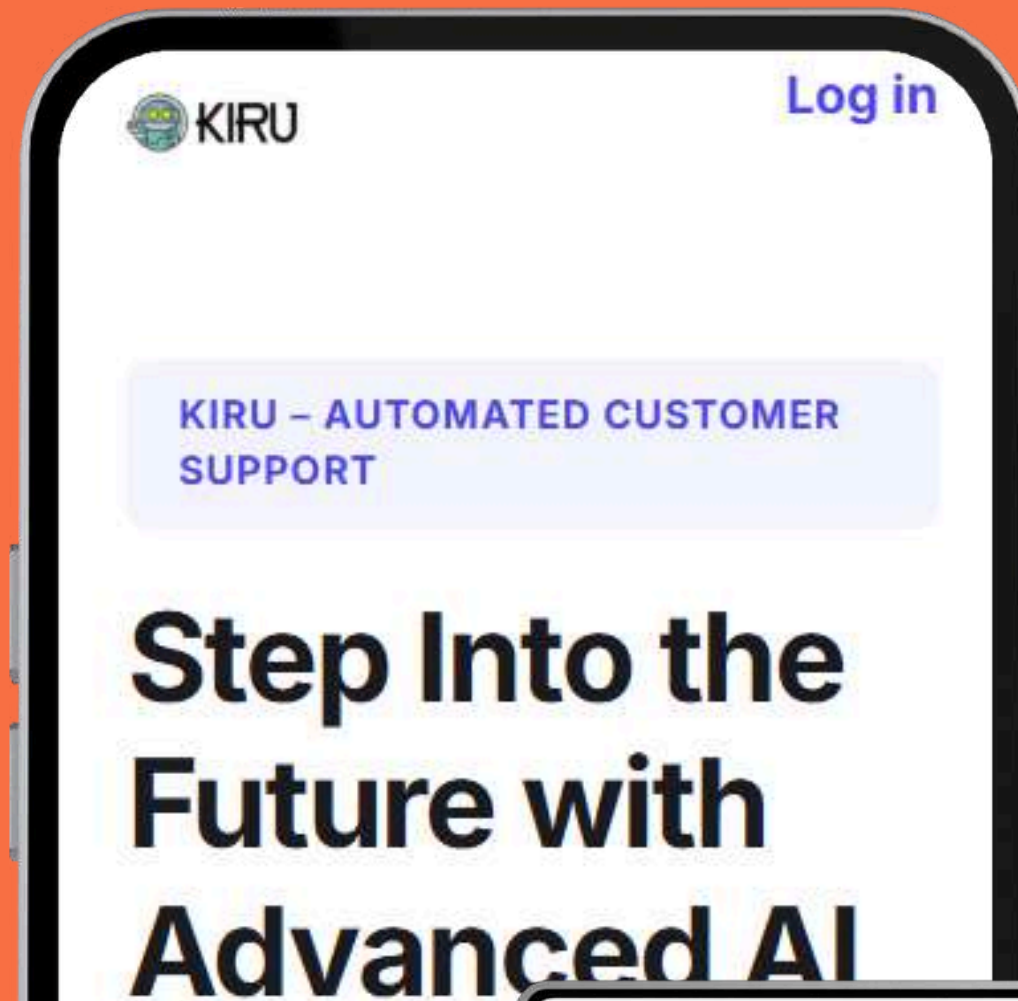 KIRU
Log in
KIRU – AUTOMATED CUSTOMER
SUPPORT
Step Into the
Future with
Advanced AI